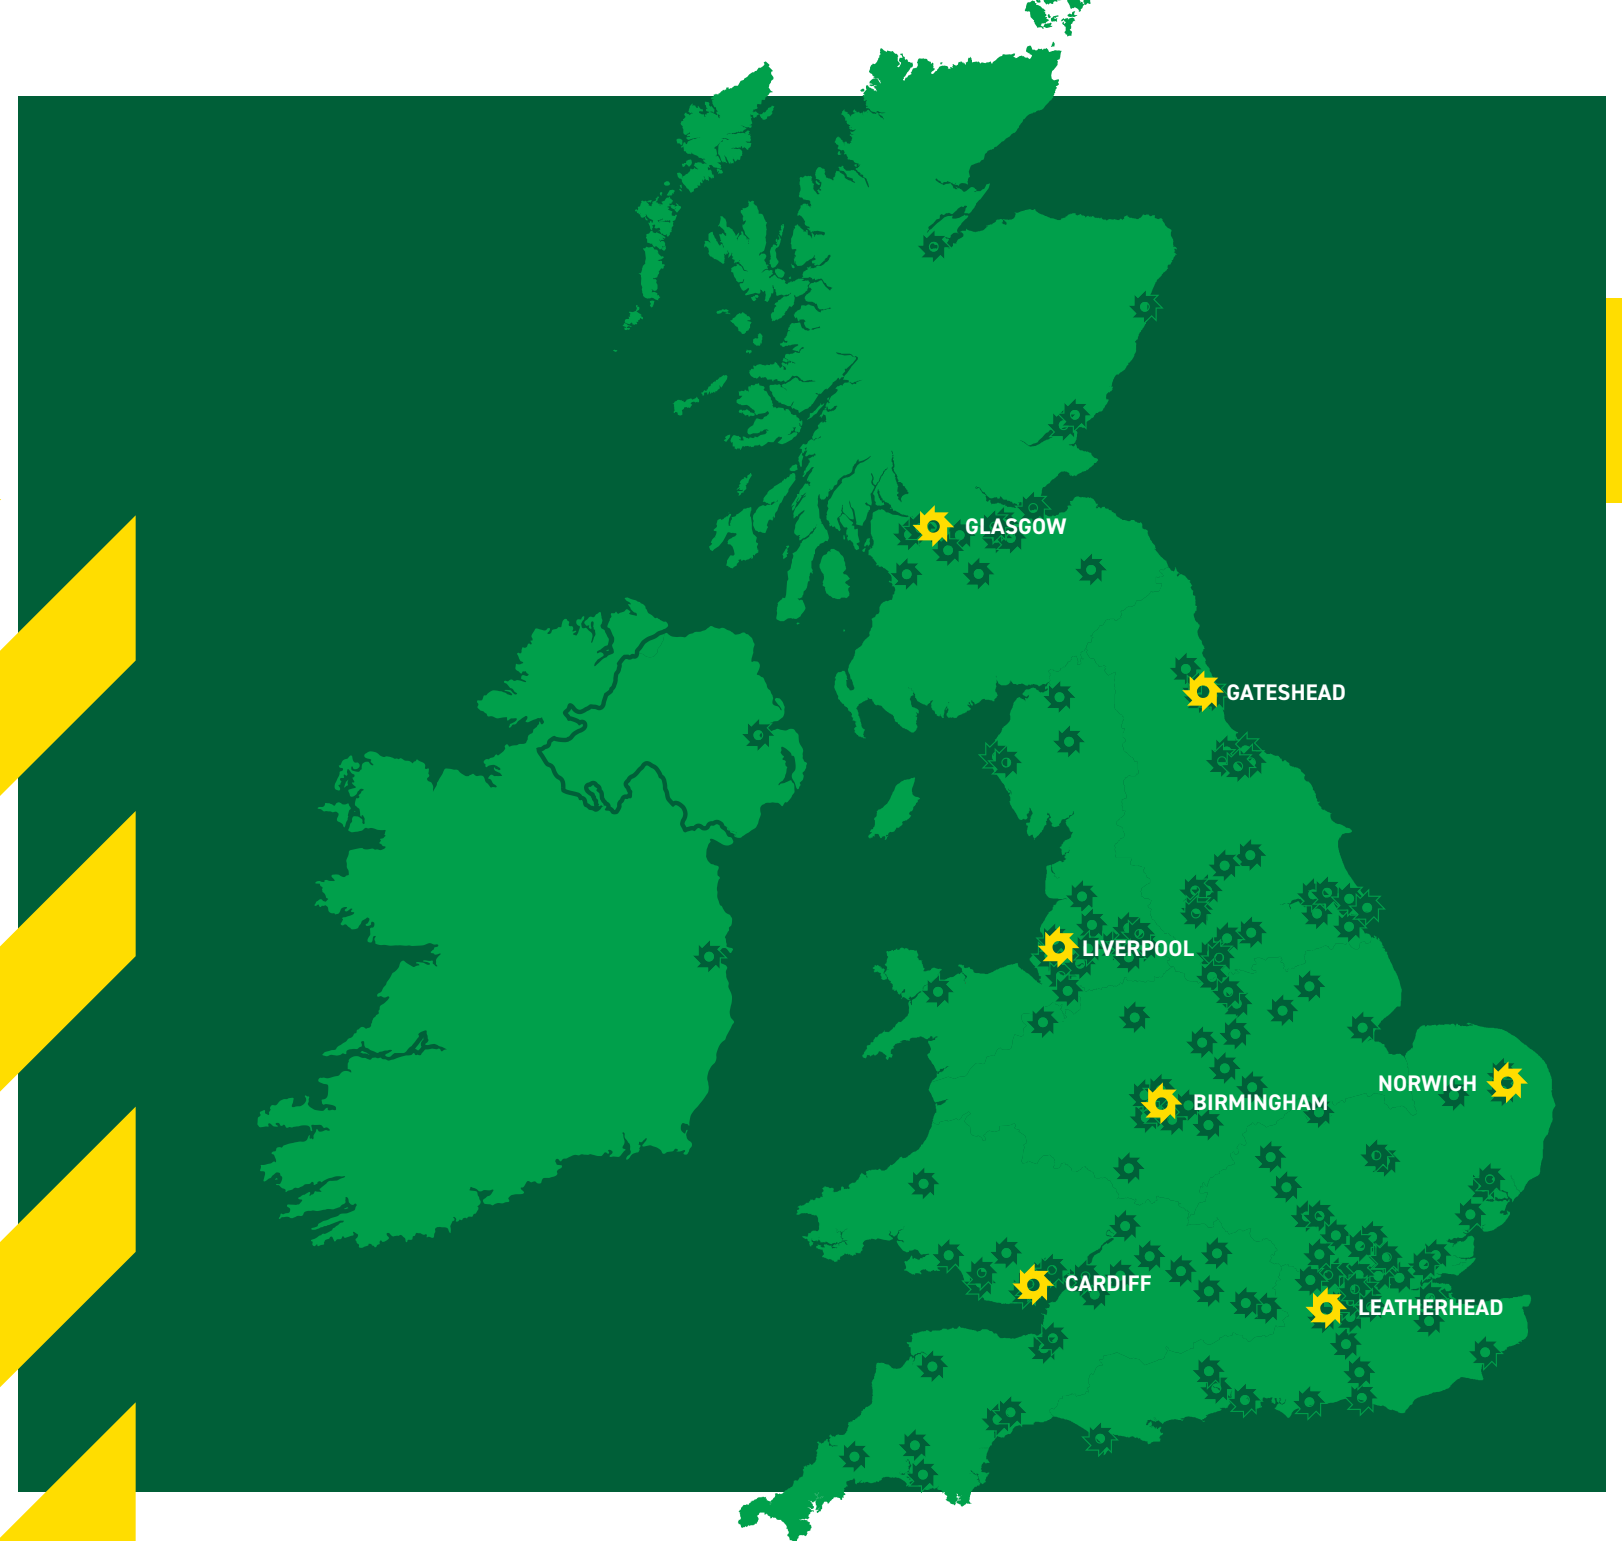 GLASGOW
GATESHEAD
LIVERPOOL
NORWICH
BIRMINGHAM
CARDIFF
LEATHERHEAD